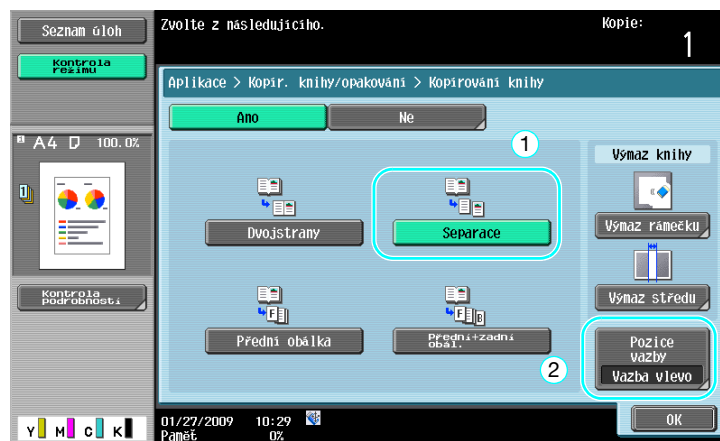 Seznam úloh
Zvolte z následujícího.
Kopie:
1
Kontrola
režimu
Aplikace > Kopír. knihy/opakování > Kopírování knihy
Ano
Ne
1
A4 100.0%
Výmaz knihy
1
Dvojstrany
Separace
Výmaz rámečku
Kontrola
podrobností
Výmaz středu
F
F B
Přední obálka
Přední+zadní
obál.
2
Pozice
vazby
Vazba vlevo
01/27/2009 10:29
Paměť 0%
OK
Y M C K